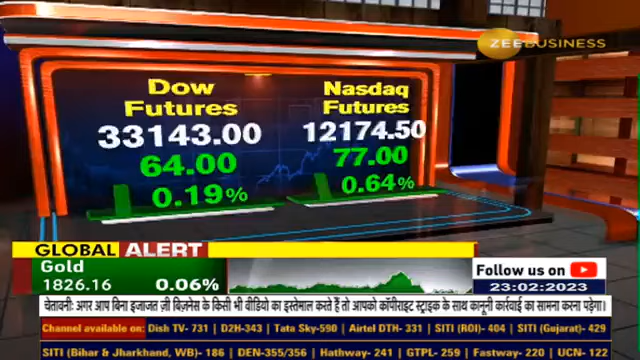 ZEEBUSINESS
Dow
Futures
33143.00
64.00
0.19%
Nasdaq
Futures
12174.50
77.00
0.64%
GLOBAL ALERT
Gold
1826.16 0.06%
Follow us on
23-02-2023
चेतावनी: अगर आप बिना इजाजत ज़ी बिज़नेस के किसी भी वीडियो का इस्तेमाल करते हैं तो आपको कॉपीराइट स्ट्राइक के साथ कानूनी कार्रवाई का सामना करना पड़ेगा।
Channel available on: Dish TV- 731 | D2H-343 | Tata Sky-590 | Airtel DTH- 331 | SITI (ROI) - 404 | SITI (Gujarat) - 429
SITI (Bihar & Jharkhand, WB)- 186 | DEN-355/356 | Hathway- 241 | GTPL- 259 | Fastway- 220 | UCN- 122